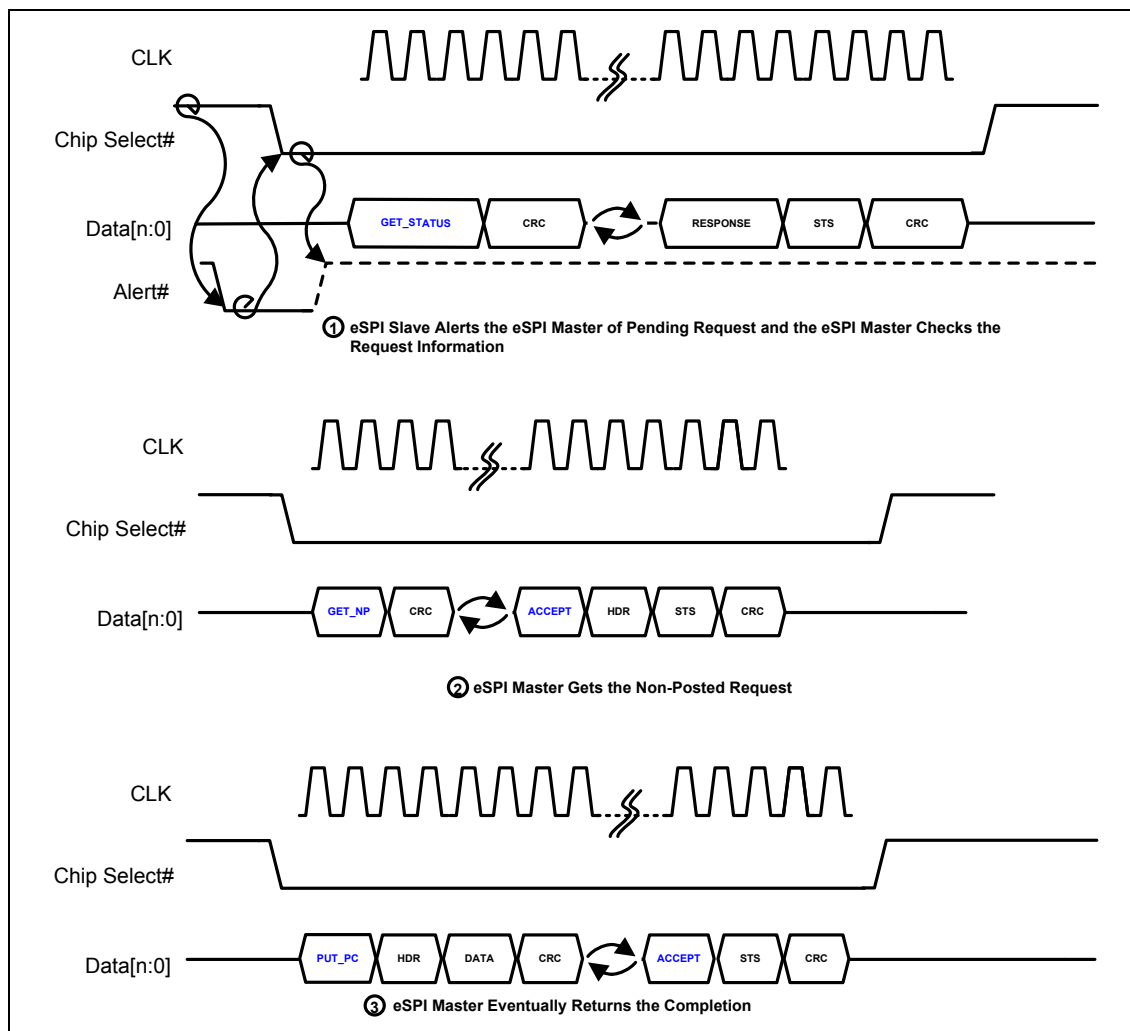 CLK
Chip Select#
Data[n:0] GET_STATUS CRC RESPONSE STS CRC
Alert#
1 eSPI Slave Alerts the eSPI Master of Pending Request and the eSPI Master Checks the
Request Information
CLK
Chip Select#
Data[n:0] GET_NP CRC ACCEPT HDR STS CRC
2 eSPI Master Gets the Non-Posted Request
CLK
Chip Select#
Data[n:0] PUT_PC HDR DATA CRC ACCEPT STS CRC
3 eSPI Master Eventually Returns the Completion